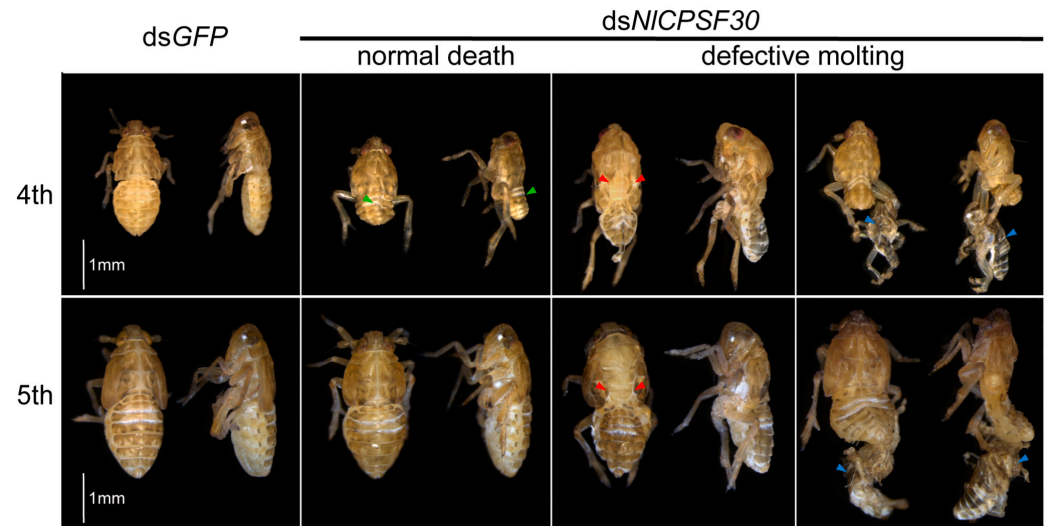 dsGFP
dsNlCPSF30
normal death
defective molting
4th
1mm
5th
1mm